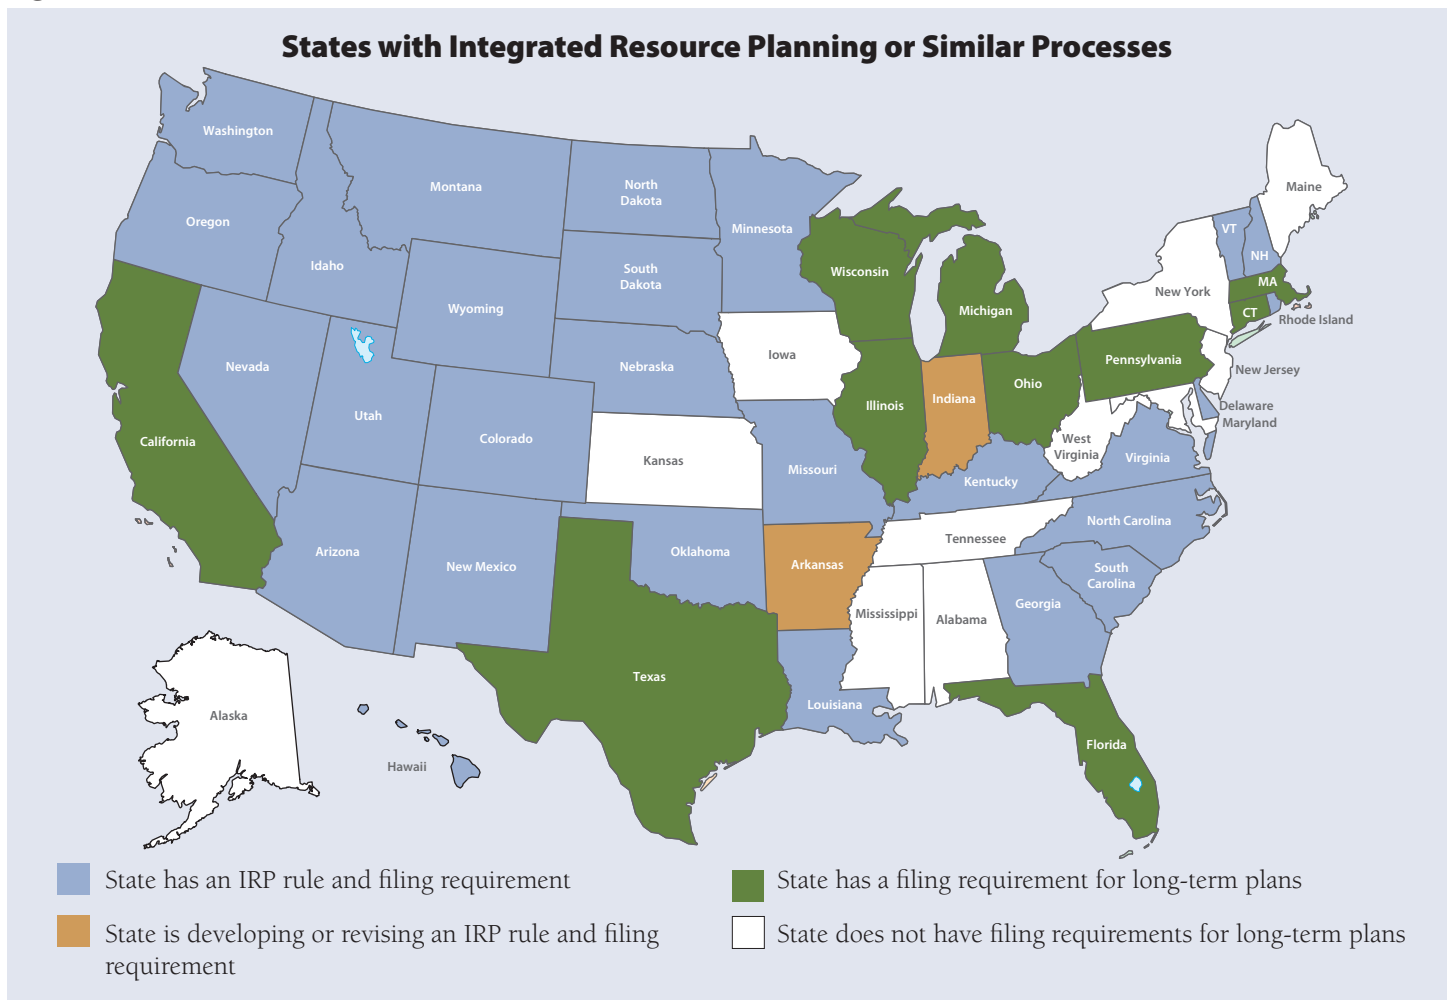 States with Integrated Resource Planning or Similar Processes
Washington
Oregon
Idaho
Montana
North
Dakota
South
Dakota
Minnesota
Wisconsin
Michigan
Maine
VT
NH
MA
CT
Rhode Island
New York
Wyoming
Nevada
Utah
Colorado
Nebraska
Iowa
Illinois
Indiana
Ohio
Pennsylvania
New Jersey
Delaware
Maryland
West
Virginia
Virginia
California
Kansas
Missouri
Kentucky
North Carolina
Tennessee
South
Carolina
Arizona
New Mexico
Oklahoma
Arkansas
Mississippi
Alabama
Georgia
Texas
Louisiana
Florida
Alaska
Hawaii
State has an IRP rule and filing requirement
State is developing or revising an IRP rule and filing
requirement
State has a filing requirement for long-term plans
State does not have filing requirements for long-term plans